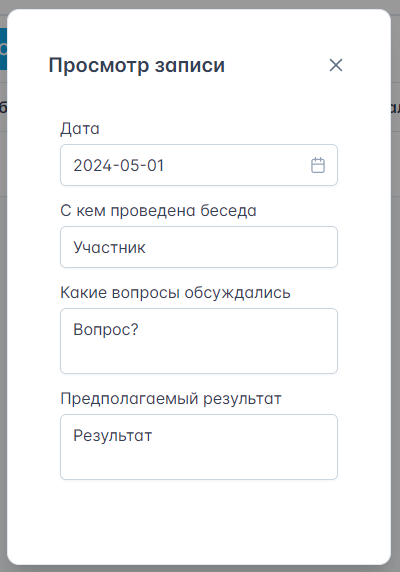 Просмотр записи
Дата
2024-05-01
С кем проведена беседа
Участник
Какие вопросы обсуждались
Вопрос?
Предполагаемый результат
Результат